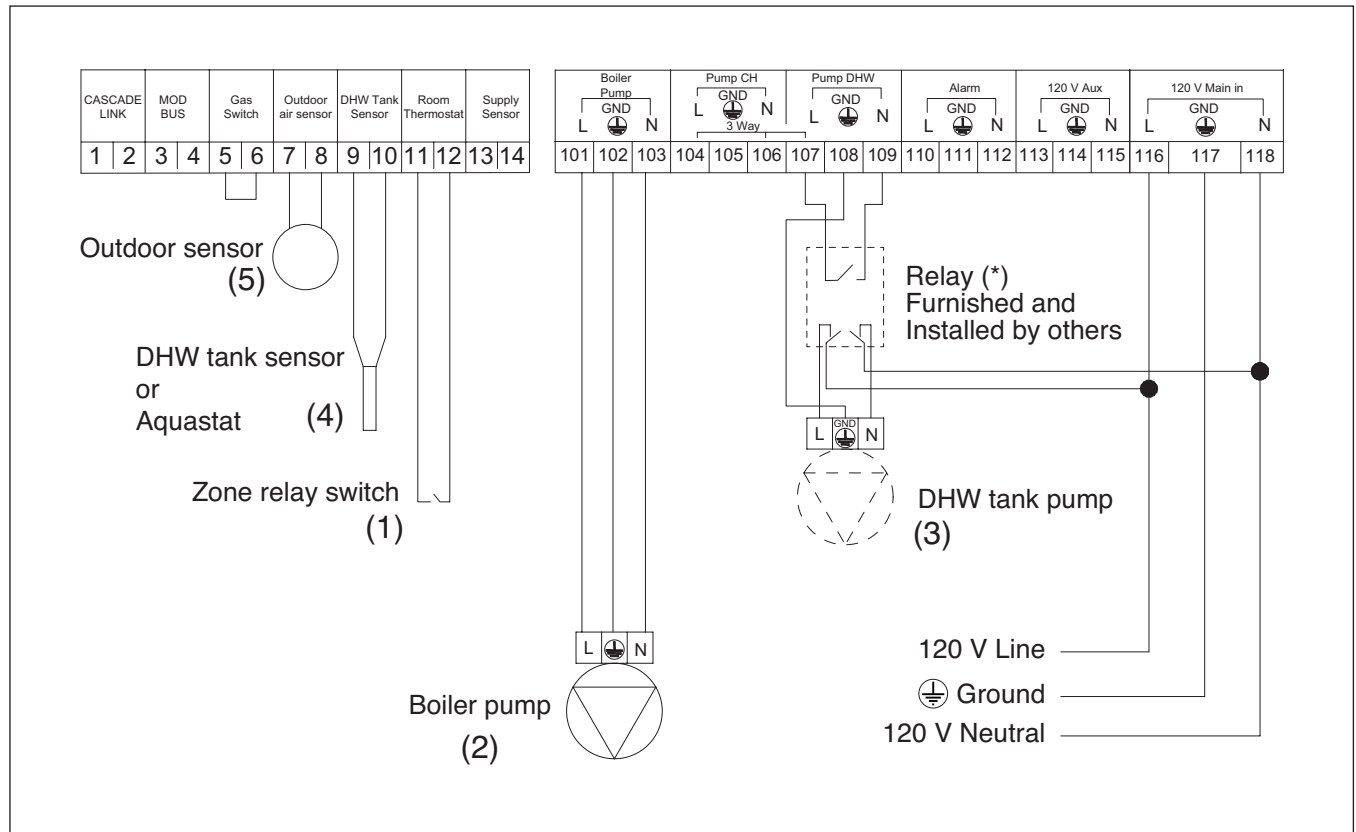 CASCADE LINK
MOD BUS
Gas Switch
Outdoor air sensor
DHW Tank Sensor
Room Thermostat
Supply Sensor
1 2 3 4 5 6 7 8 9 10 11 12 13 14
Boiler Pump
GND
L N
Pump CH
GND
L N
3 Way
Pump DHW
GND
L N
Alarm
GND
L N
120 V Aux
GND
L N
120 V Main in
GND
L N
101 102 103 104 105 106 107 108 109 110 111 112 113 114 115 116 117 118
Outdoor sensor
(5)
DHW tank sensor
or
Aquastat
(4)
Zone relay switch
(1)
Relay (*)
Furnished and
Installed by others
L GND N
DHW tank pump
(3)
L N
Boiler pump
(2)
120 V Line
Ground
120 V Neutral